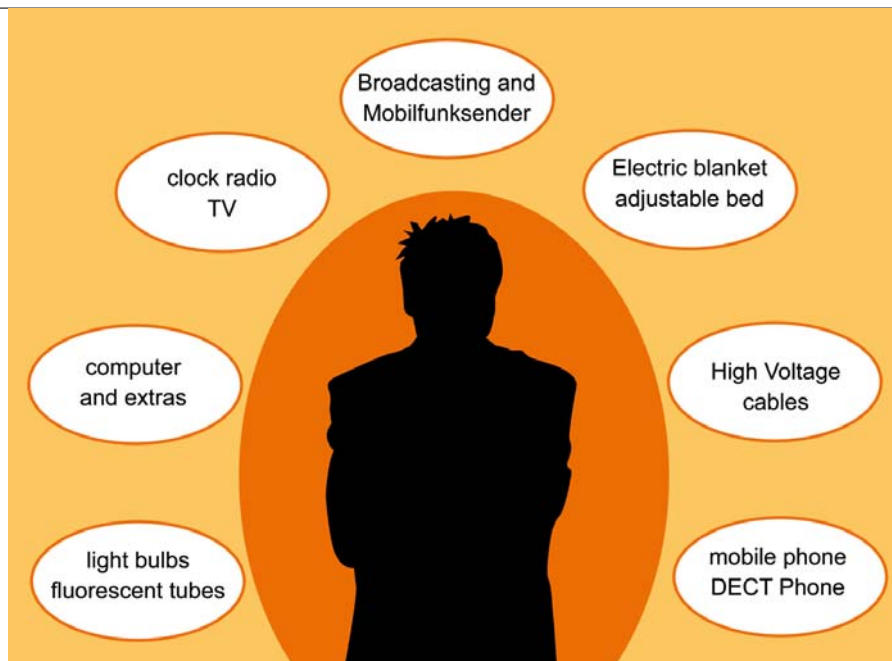 Broadcasting and
Mobilfunksender
clock radio
TV
Electric blanket
adjustable bed
computer
and extras
High Voltage
cables
light bulbs
fluorescent tubes
mobile phone
DECT Phone